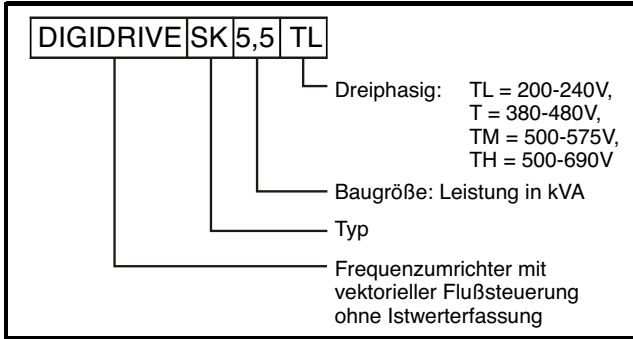 DIGIDRIVE SK 5,5 TL
Dreiphasig: TL = 200-240V,
T = 380-480V,
TM = 500-575V,
TH = 500-690V
Baugröße: Leistung in kVA
Typ
Frequenzumrichter mit
vektorieller Flußsteuerung
ohne Istwerterfassung